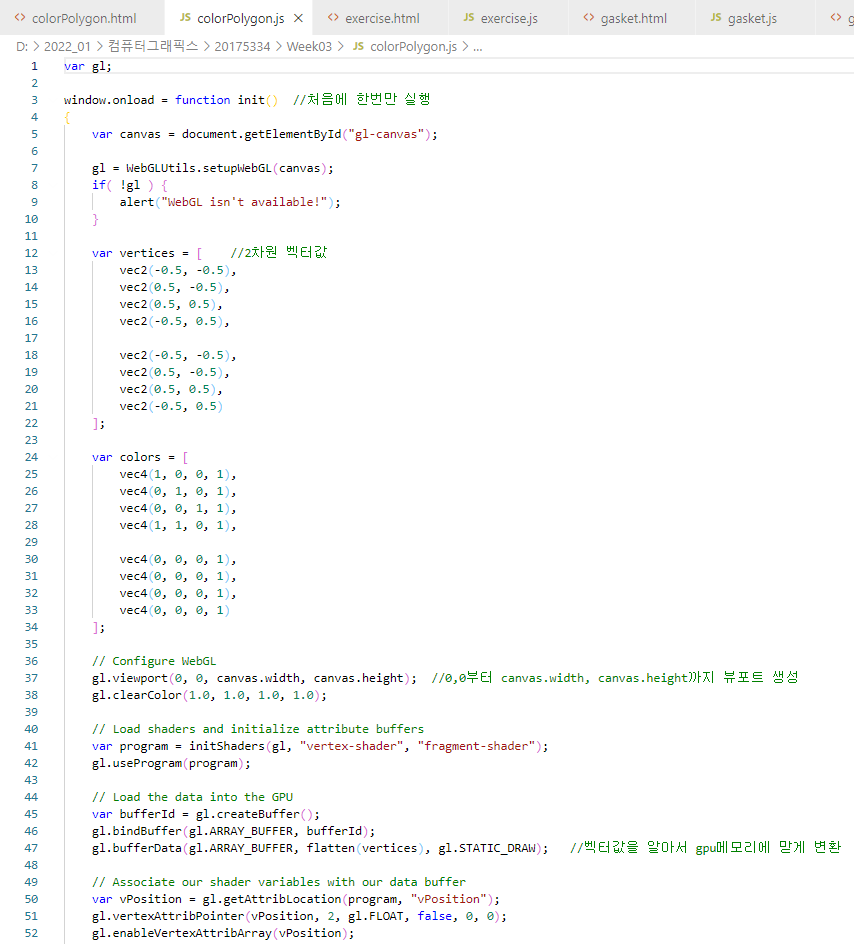 <> colorPolygon.html JS colorPolygon.js × <> exercise.html JS exercise.js <> gasket.html JS gasket.js <> g
D: > 2022_01 > 컴퓨터그래픽스 > 20175334 > Week03 > JS colorPolygon.js > ...
1 var gl;
2
3 window.onload = function init() //처음에 한번만 실행
4 {
5 var canvas = document.getElementById("gl-canvas");
6
7 gl = WebGLUtils.setupWebGL(canvas);
8 if( !gl ) {
9 alert("WebGL isn't available!");
10 }
11
12 var vertices = [ //2차원 벡터값
13 vec2(-0.5, -0.5),
14 vec2(0.5, -0.5),
15 vec2(0.5, 0.5),
16 vec2(-0.5, 0.5),
17
18 vec2(-0.5, -0.5),
19 vec2(0.5, -0.5),
20 vec2(0.5, 0.5),
21 vec2(-0.5, 0.5)
22 ];
23
24 var colors = [
25 vec4(1, 0, 0, 1),
26 vec4(0, 1, 0, 1),
27 vec4(0, 0, 1, 1),
28 vec4(1, 1, 0, 1),
29
30 vec4(0, 0, 0, 1),
31 vec4(0, 0, 0, 1),
32 vec4(0, 0, 0, 1),
33 vec4(0, 0, 0, 1)
34 ];
35
36 // Configure WebGL
37 gl.viewport(0, 0, canvas.width, canvas.height); //0,0부터 canvas.width, canvas.height까지 뷰포트 생성
38 gl.clearColor(1.0, 1.0, 1.0, 1.0);
39
40 // Load shaders and initialize attribute buffers
41 var program = initShaders(gl, "vertex-shader", "fragment-shader");
42 gl.useProgram(program);
43
44 // Load the data into the GPU
45 var bufferId = gl.createBuffer();
46 gl.bindBuffer(gl.ARRAY_BUFFER, bufferId);
47 gl.bufferData(gl.ARRAY_BUFFER, flatten(vertices), gl.STATIC_DRAW); //벡터값을 알아서 gpu메모리에 맞게 변환
48
49 // Associate our shader variables with our data buffer
50 var vPosition = gl.getAttribLocation(program, "vPosition");
51 gl.vertexAttribPointer(vPosition, 2, gl.FLOAT, false, 0, 0);
52 gl.enableVertexAttribArray(vPosition);